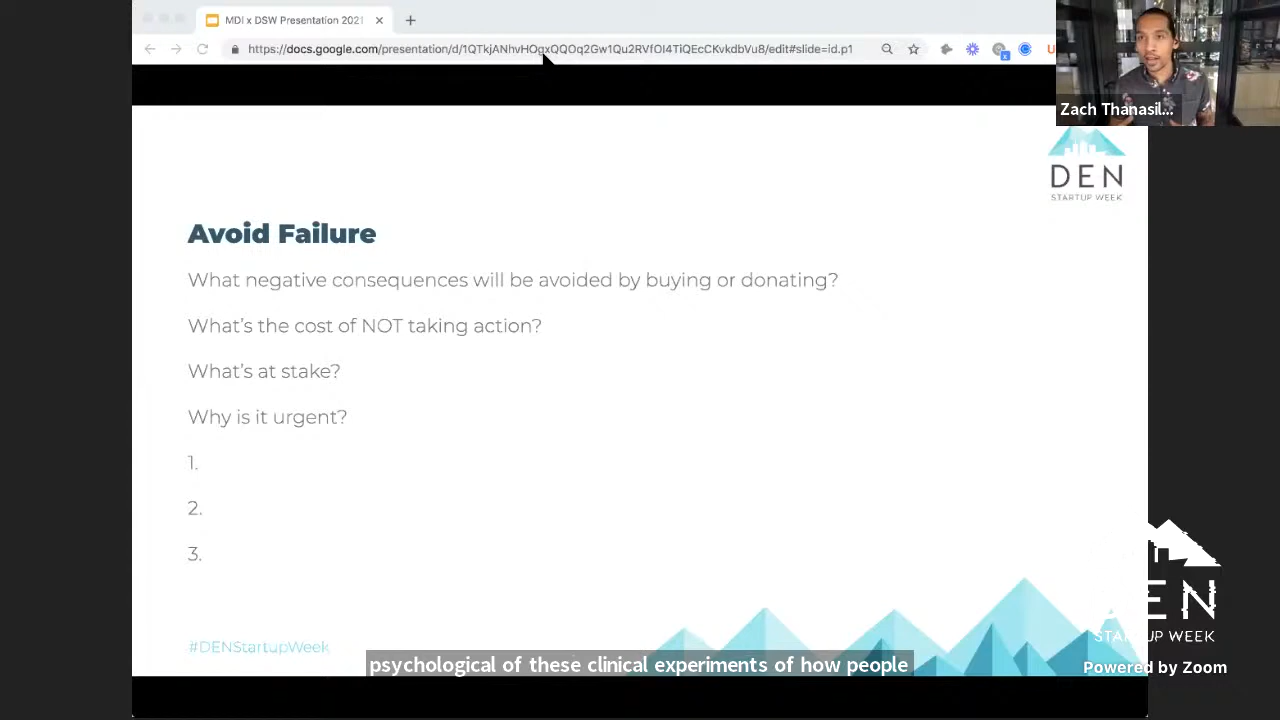 MDI x DSW Presentation 2021
https://docs.google.com/presentation/d/1QTkjANhvHOgxQQOq2Gw1Qu2RVfOI4TiQEcCKvkdbVu8/edit#slide=id.p1
Zach Thanasil...
DEN
STARTUP WEEK
Avoid Failure
What negative consequences will be avoided by buying or donating?
What's the cost of NOT taking action?
What's at stake?
Why is it urgent?
1.
2.
3.
#DENStartupWeek
psychological of these clinical experiments of how people
DEN
STARTUP WEEK
Powered by Zoom